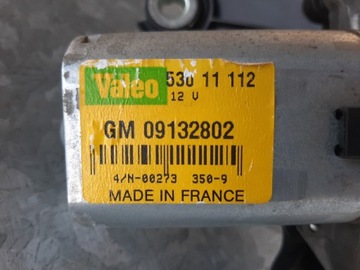 Valeo 530 11 112
12 V
GM 09132802
4/N-00273 350-9
MADE IN FRANCE